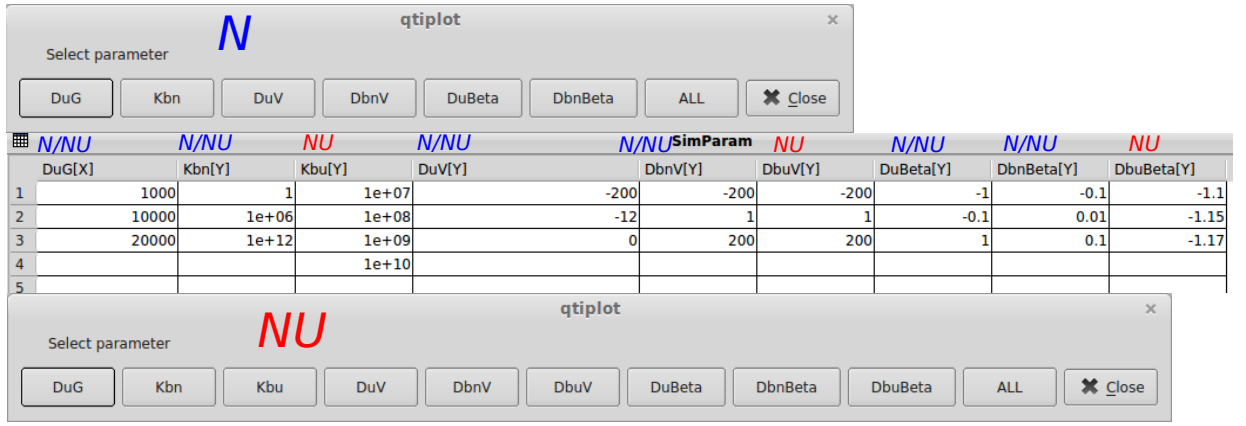 qtiplot ×
N
Select parameter
DuG Kbn DuV DbnV DuBeta DbnBeta ALL Close
N/NU N/NU NU N/NU N/NU SimParam NU N/NU N/NU NU
DuG[X] Kbn[Y] Kbu[Y] DuV[Y] DbnV[Y] DbuV[Y] DuBeta[Y] DbnBeta[Y] DbuBeta[Y]
1 1000 1 1e+07 -200 -200 -200 -1 -0.1 -1.1
2 10000 1e+06 1e+08 -12 1 1 -0.1 0.01 -1.15
3 20000 1e+12 1e+09 0 200 200 1 0.1 -1.17
4 1e+10
5
qtiplot ×
NU
Select parameter
DuG Kbn Kbu DuV DbnV DbuV DuBeta DbnBeta DbuBeta ALL Close